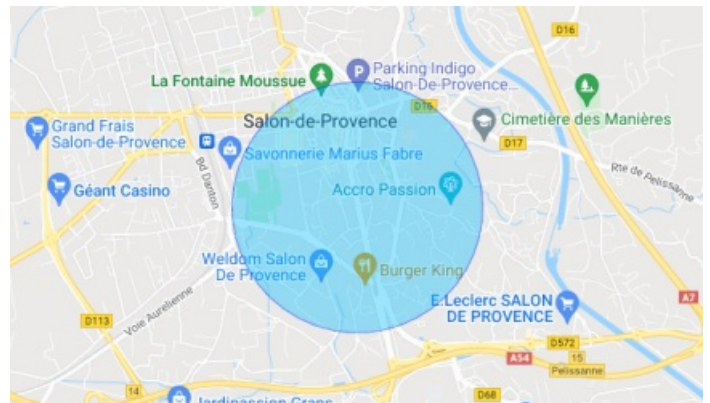 D16
La Fontaine Moussue
Parking Indigo
Salon-De-Provence...
D16
Salon-de-Provence
Cimetière des Manières
Grand Frais
Salon-de-Provence
D17
Savonnerie Marius Fabre
Rte de Pelissanne
Géant Casino
Bd Danton
Accro Passion
Weldom Salon
De Provence
Burger King
E.Leclerc SALON
DE PROVENCE
A7
Voie Aurelienne
D113
D572
A54
15
Pelissanne
14
D68
Jardipassion Grans